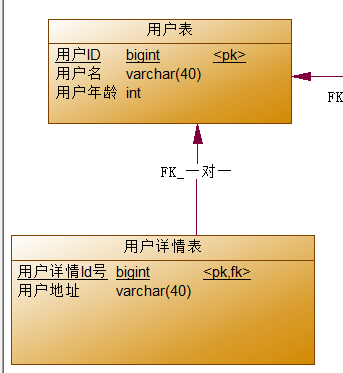 用户表
用户ID bigint <pk>
用户名 varchar(40)
用户年龄 int
FK
FK_一对一
用户详情表
用户详情Id号 bigint <pk,fk>
用户地址 varchar(40)